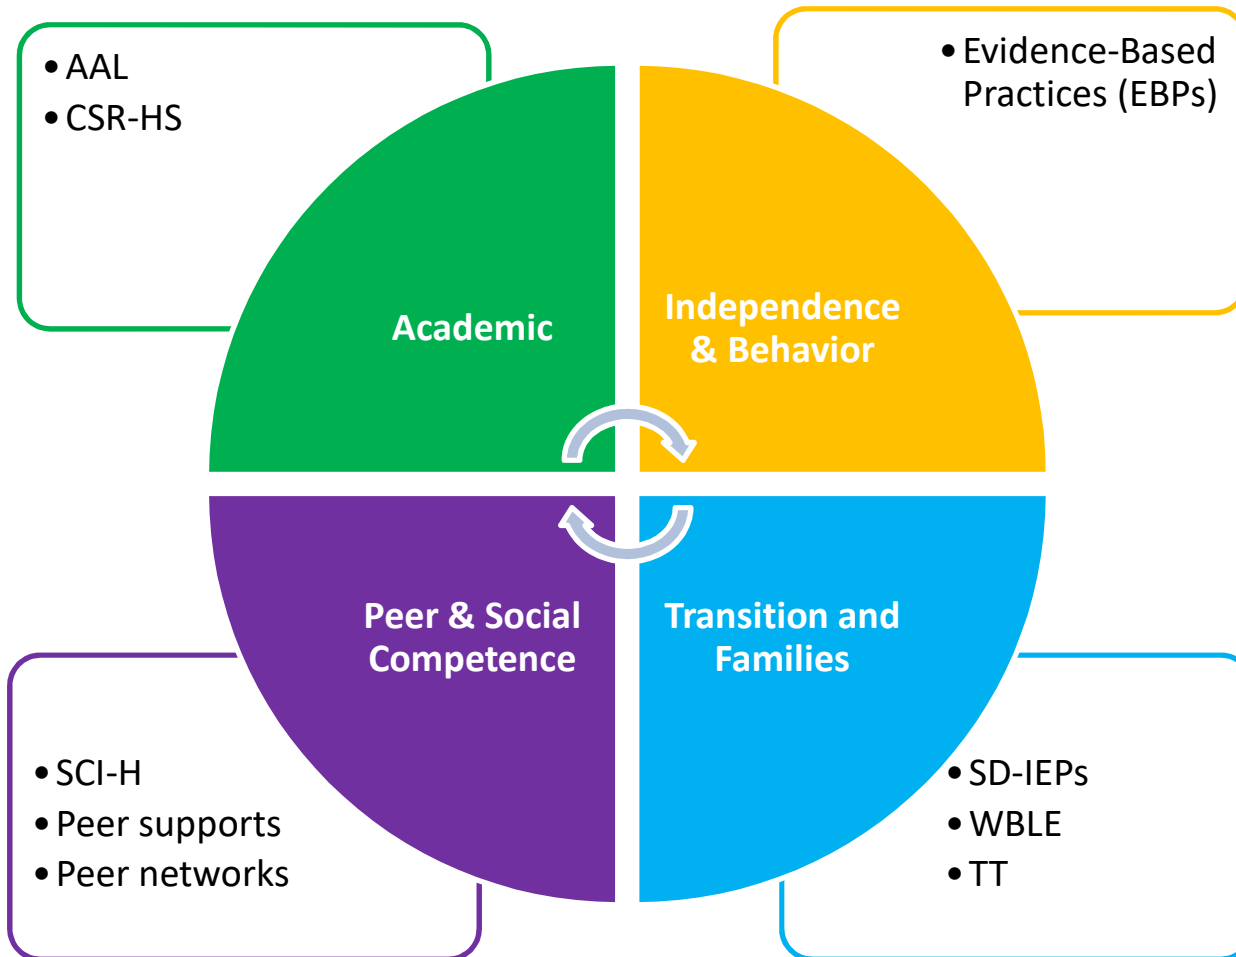 • AAL
• CSR-HS
• Evidence-Based
Practices (EBPs)
Academic
Independence
& Behavior
Peer & Social
Competence
Transition and
Families
• SCI-H
• Peer supports
• Peer networks
• SD-IEPs
• WBLE
• TT